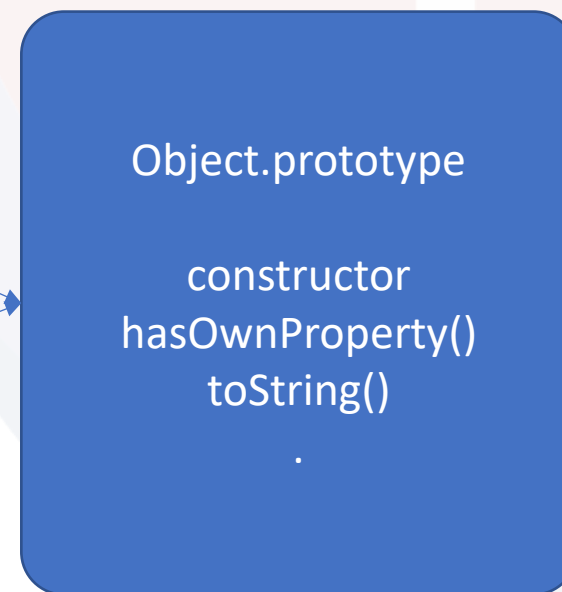 Object.prototype
constructor
hasOwnProperty()
toString()
.